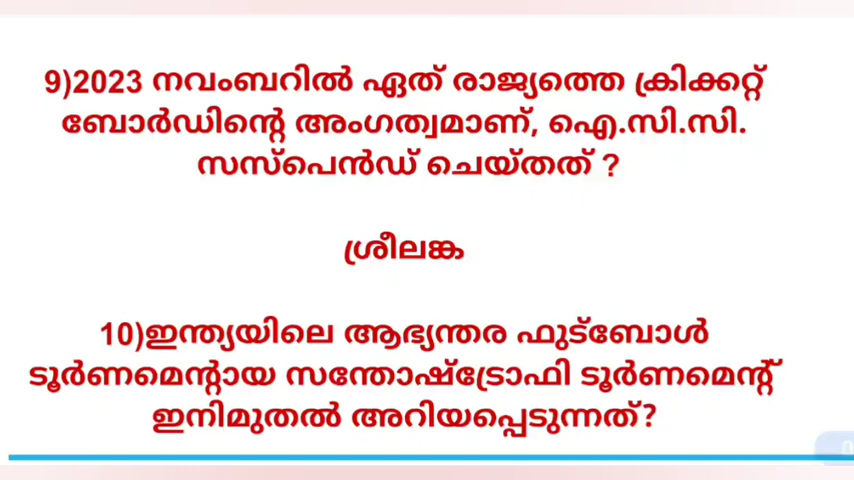 9)2023 നവംബറിൽ ഏത് രാജ്യത്തെ ക്രിക്കറ്റ്
ബോർഡിന്റെ അംഗത്വമാണ്, ഐ.സി.സി.
സസ്പെൻഡ് ചെയ്തത് ?
ശ്രീലങ്ക
10)ഇന്ത്യയിലെ ആഭ്യന്തര ഫുട്ബോൾ
ടൂർണമെന്റായ സന്തോഷ്ട്രോഫി ടൂർണമെന്റ്
ഇനിമുതൽ അറിയപ്പെടുന്നത്?